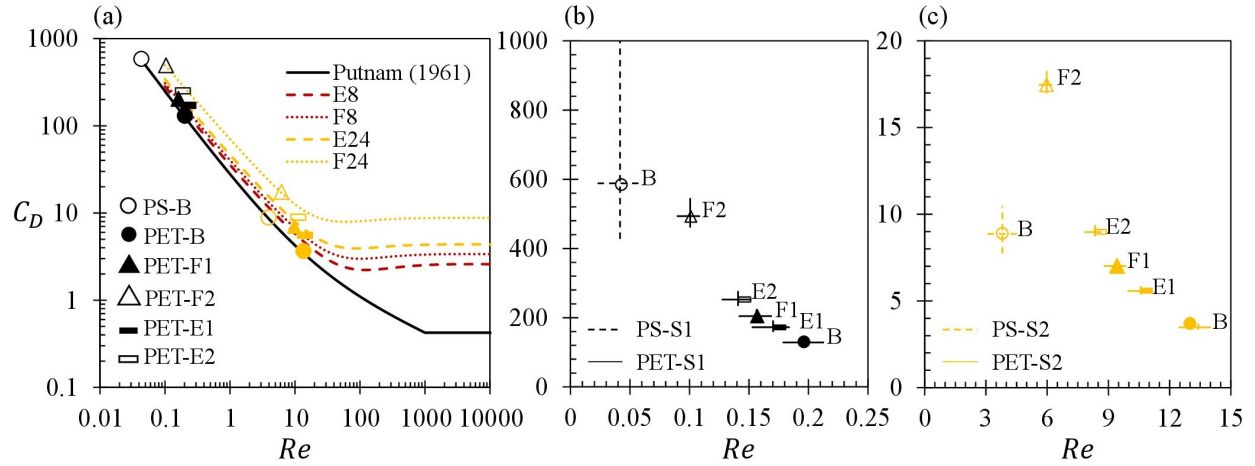 (a)
1000
100
10
1
0.1
C_D
0.01
0.1
1
10
100
1000
10000
Re
Putnam (1961)
E8
F8
E24
F24
PS-B
PET-B
PET-F1
PET-F2
PET-E1
PET-E2
(b)
1000
800
600
400
200
0
0
0.05
0.1
0.15
0.2
0.25
Re
B
F2
E2
F1
E1
B
PS-S1
PET-S1
(c)
20
15
10
5
0
0
3
6
9
12
15
Re
F2
B
E2
F1
E1
B
PS-S2
PET-S2